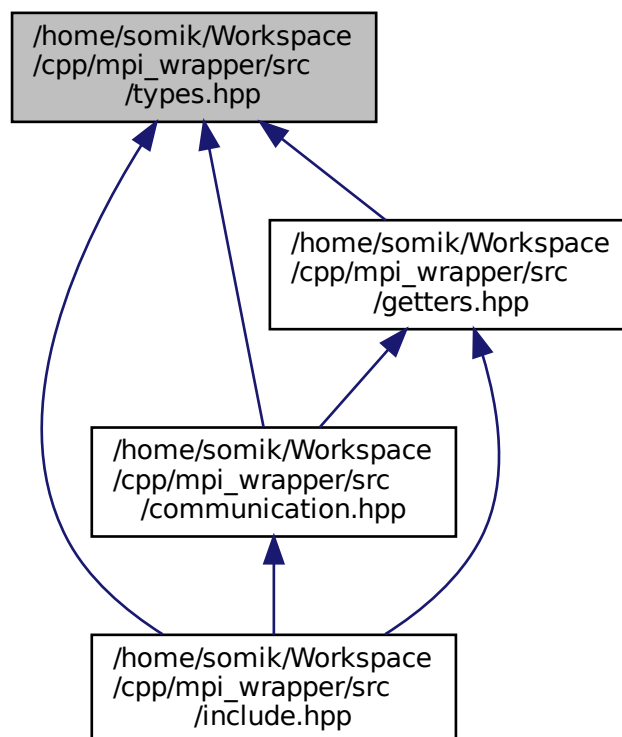 /home/somik/Workspace
/cpp/mpi_wrapper/src
/types.hpp
/home/somik/Workspace
/cpp/mpi_wrapper/src
/getters.hpp
/home/somik/Workspace
/cpp/mpi_wrapper/src
/communication.hpp
/home/somik/Workspace
/cpp/mpi_wrapper/src
/include.hpp